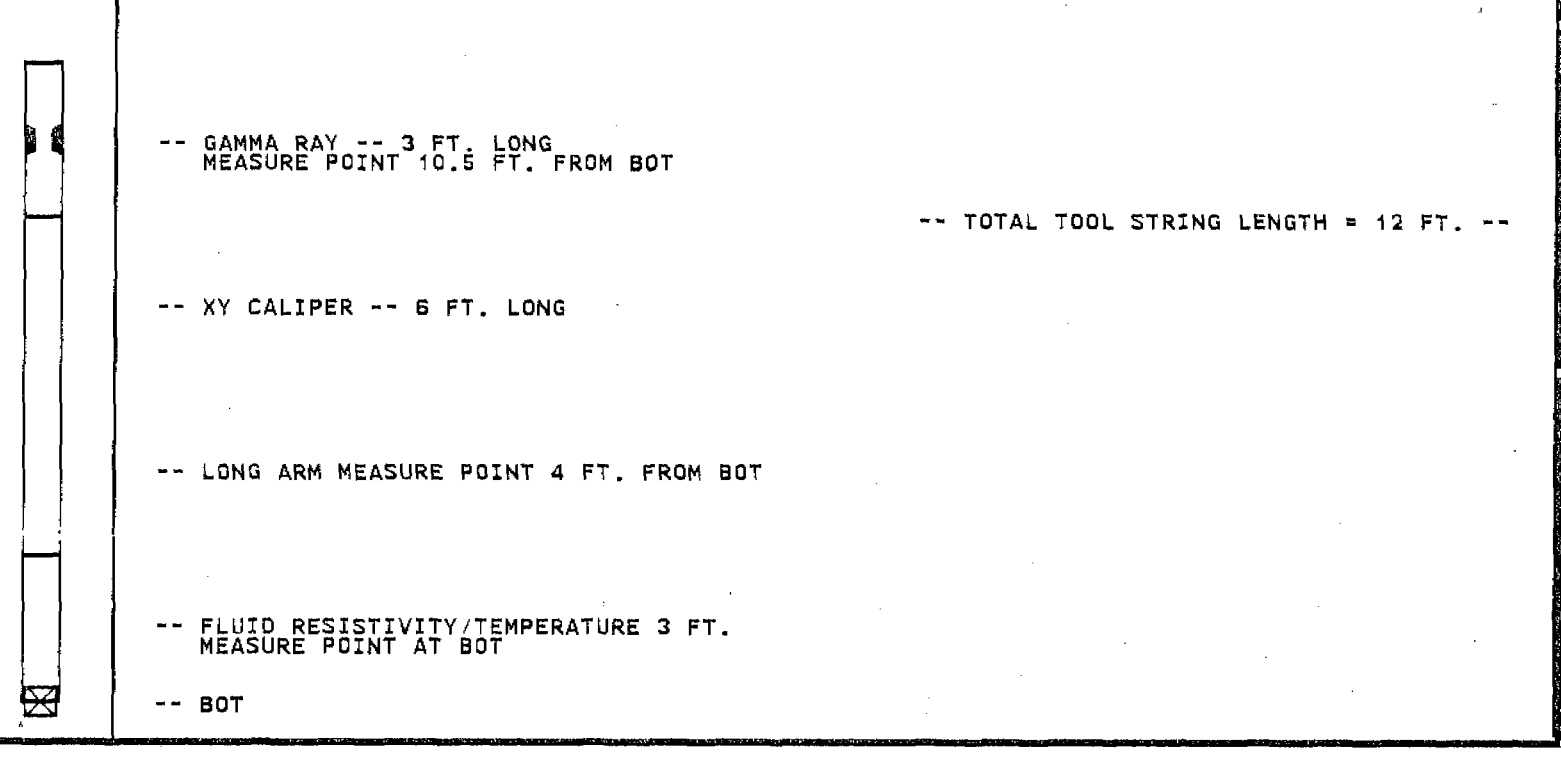 -- GAMMA RAY -- 3 FT. LONG
MEASURE POINT 10.5 FT. FROM BOT
-- TOTAL TOOL STRING LENGTH = 12 FT. --
-- XY CALIPER -- 6 FT. LONG
-- LONG ARM MEASURE POINT 4 FT. FROM BOT
-- FLUID RESISTIVITY/TEMPERATURE 3 FT.
MEASURE POINT AT BOT
-- BOT